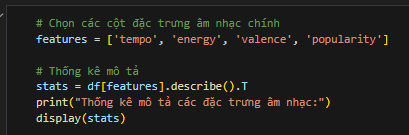 # Chọn các cột đặc trưng âm nhạc chính
features = ['tempo', 'energy', 'valence', 'popularity']
# Thống kê mô tả
stats = df[features].describe().T
print("Thống kê mô tả các đặc trưng âm nhạc:")
display(stats)